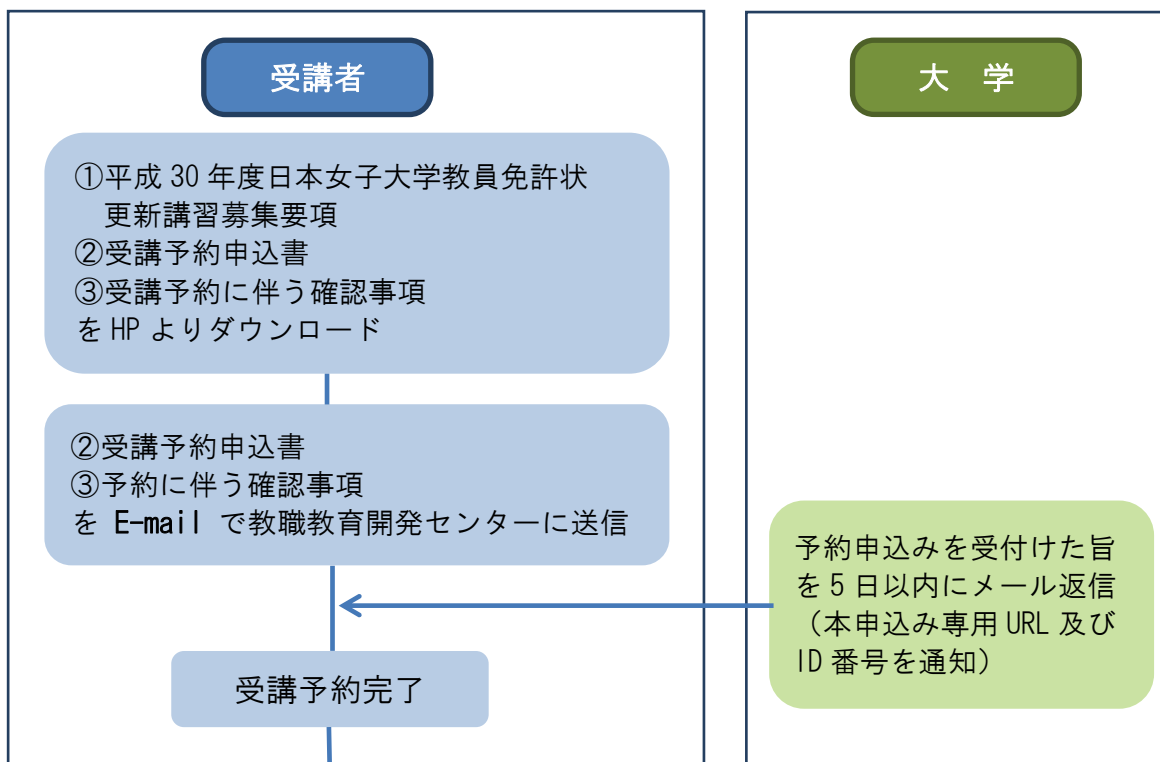 受講者
①平成 30 年度日本女子大学教員免許状
更新講習募集要項
②受講予約申込書
③受講予約に伴う確認事項
を HP よりダウンロード
②受講予約申込書
③予約に伴う確認事項
を E-mail で教職教育開発センターに送信
大 学
予約申込みを受付けた旨
を 5 日以内にメール返信
（本申込み専用 URL 及び
ID 番号を通知）
受講予約完了